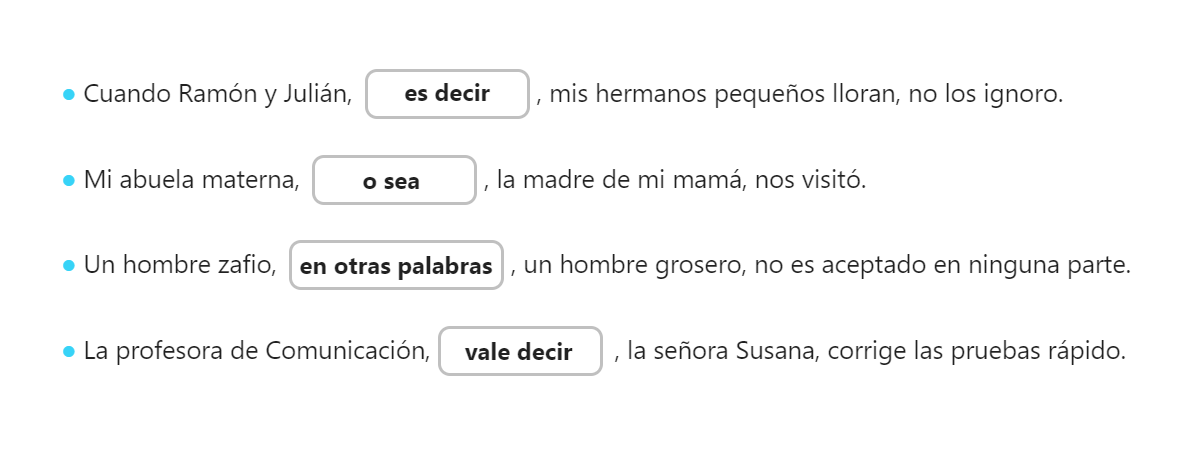 • Cuando Ramón y Julián, es decir , mis hermanos pequeños lloran, no los ignoro.
• Mi abuela materna, o sea , la madre de mi mamá, nos visitó.
• Un hombre zafio, en otras palabras , un hombre grosero, no es aceptado en ninguna parte.
• La profesora de Comunicación, vale decir , la señora Susana, corrige las pruebas rápido.